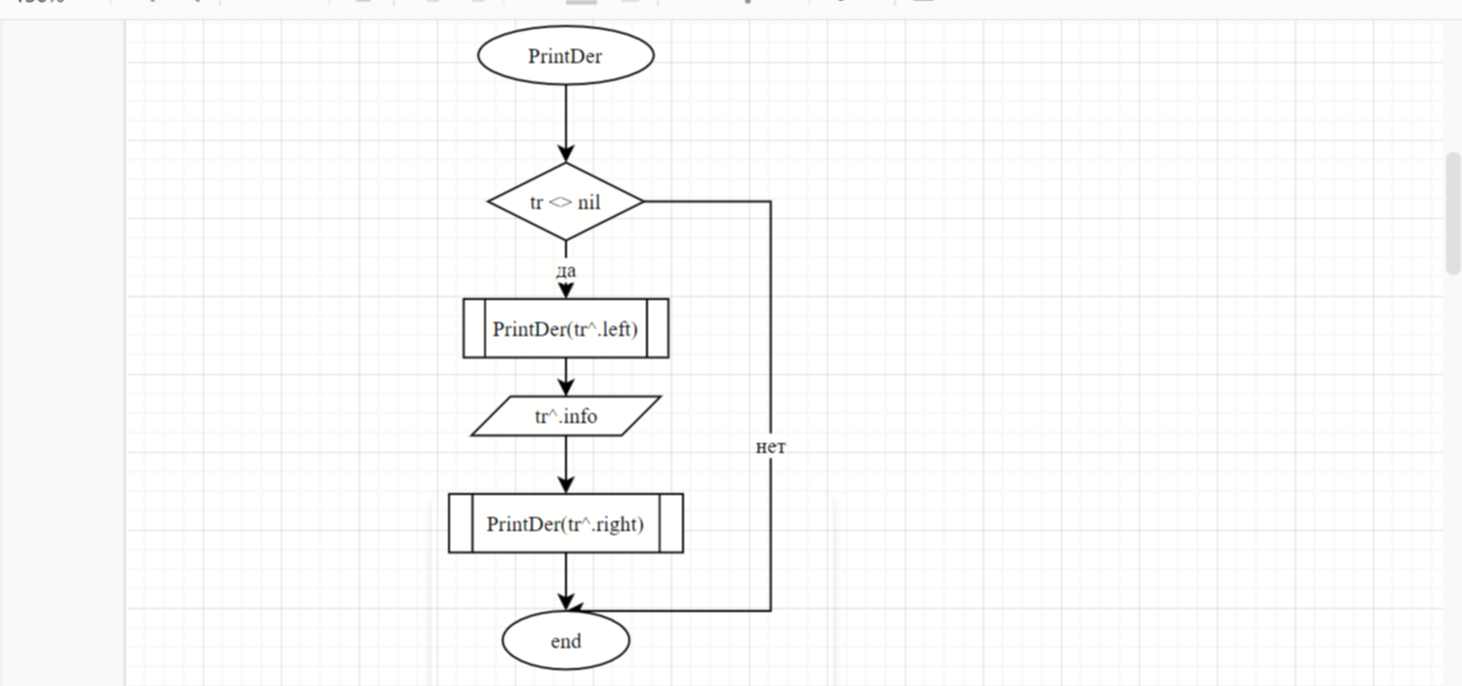 PrintDer
tr <> nil
да
PrintDer(tr^.left)
tr^.info
нет
PrintDer(tr^.right)
end